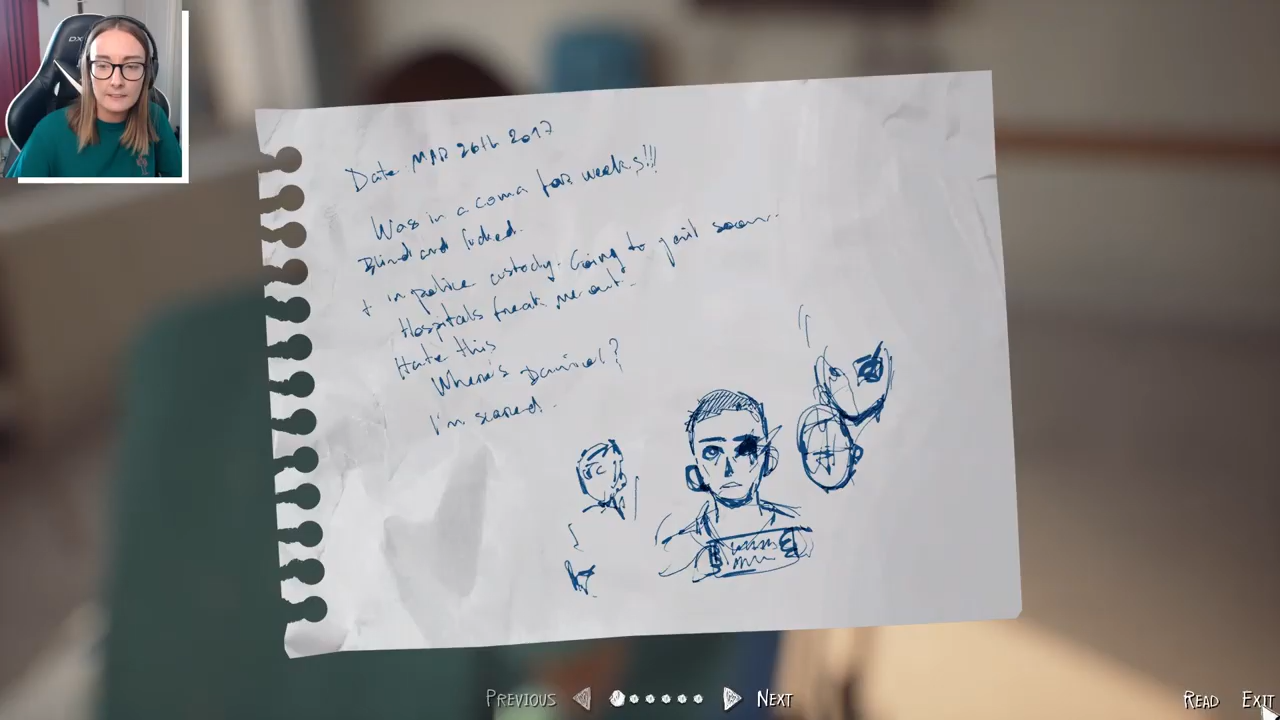 DX
Date MAR 26th 2017
Was in a coma for weeks!!!
Blind and fucked.
+ in police custody. Going to jail soon.
Hospitals freak me out.
Hate this
Where's Daniel?
I'm scared.
PREVIOUS
NEXT
READ
EXIT